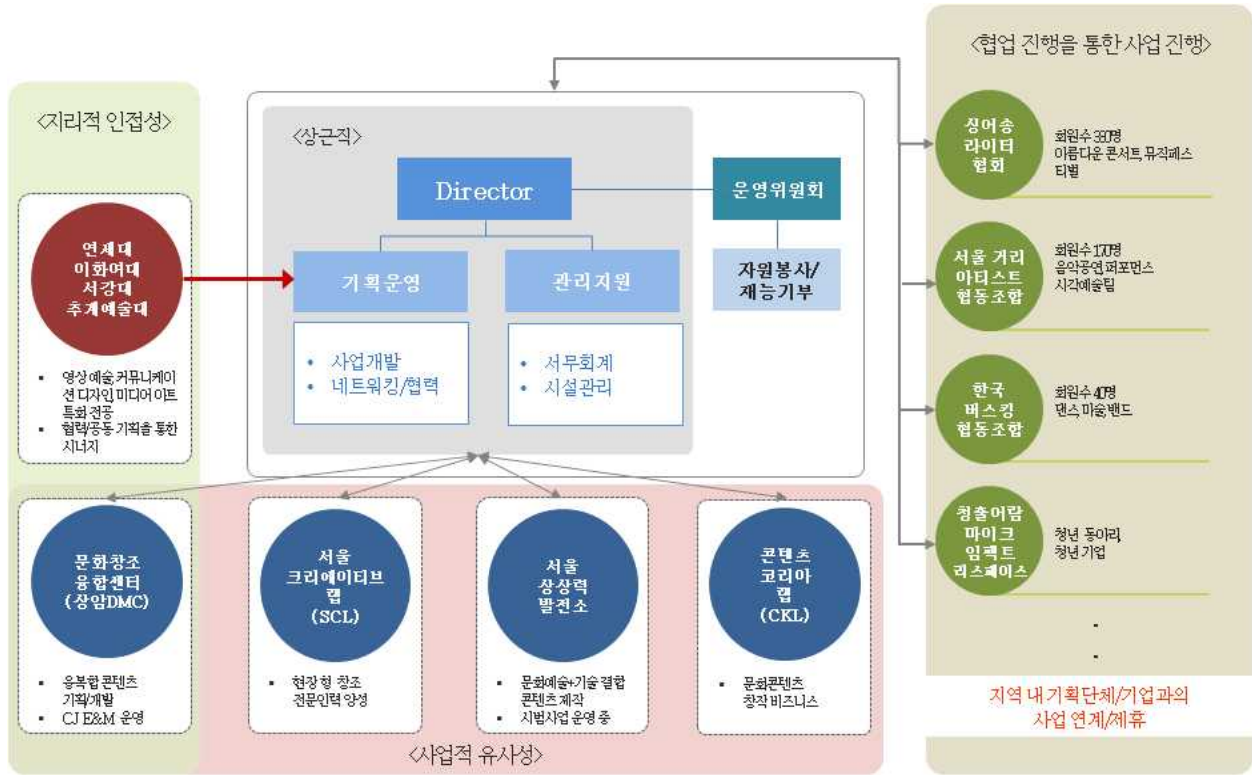 <지리적 인접성>
연세대
이화여대
서강대
추계예술대
▪ 영상 예술, 커뮤니케이
션 디자인, 미디어 아트
특화 전공
▪ 협력/공동 기획을 통한
시너지
<상근직>
Director
운영위원회
기획운영
관리지원
자원봉사/
재능기부
• 사업개발
• 네트워킹/협력
• 서무회계
• 시설관리
문화창조
융합센터
(상암DMC)
▪ 융복합 콘텐츠
기획/개발
▪ CJ E&M 운영
서울
크리에이티브
랩
(SCL)
▪ 현장형 창조
전문인력 양성
서울
상상력
발전소
▪ 문화예술+기술 결합
콘텐츠 제작
▪ 시범사업 운영 중
콘텐츠
코리아
랩
(CKL)
▪ 문화콘텐츠
창작 비즈니스
<사업적 유사성>
<협업 진행을 통한 사업 진행>
싱어송
라이터
협회
회원수 380명
아름다운 콘서트, 뮤직페스
티벌
서울 거리
아티스트
협동조합
회원수 170명
음악공연, 퍼포먼스
시각예술팀
한국
버스킹
협동조합
회원수 40명
댄스, 미술, 밴드
청출어람
마이크
임팩트
리스페이스
청년 동아리,
청년 기업
지역 내 기획단체/기업과의
사업 연계/제휴